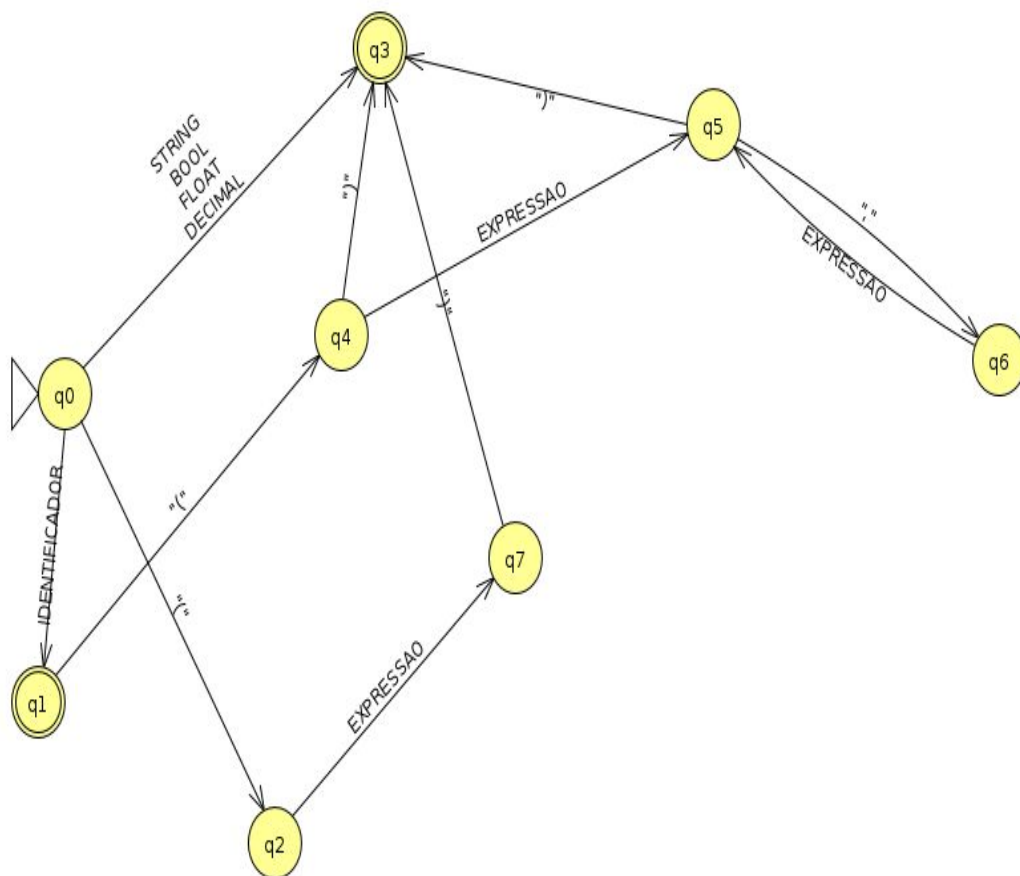 q3
")"
q5
STRING
BOOL
FLOAT
DECIMAL
")"
EXPRESSAO
","
EXPRESSAO
")"
q4
q6
q0
IDENTIFICADOR
"("
q7
"("
EXPRESSAO
q1
q2